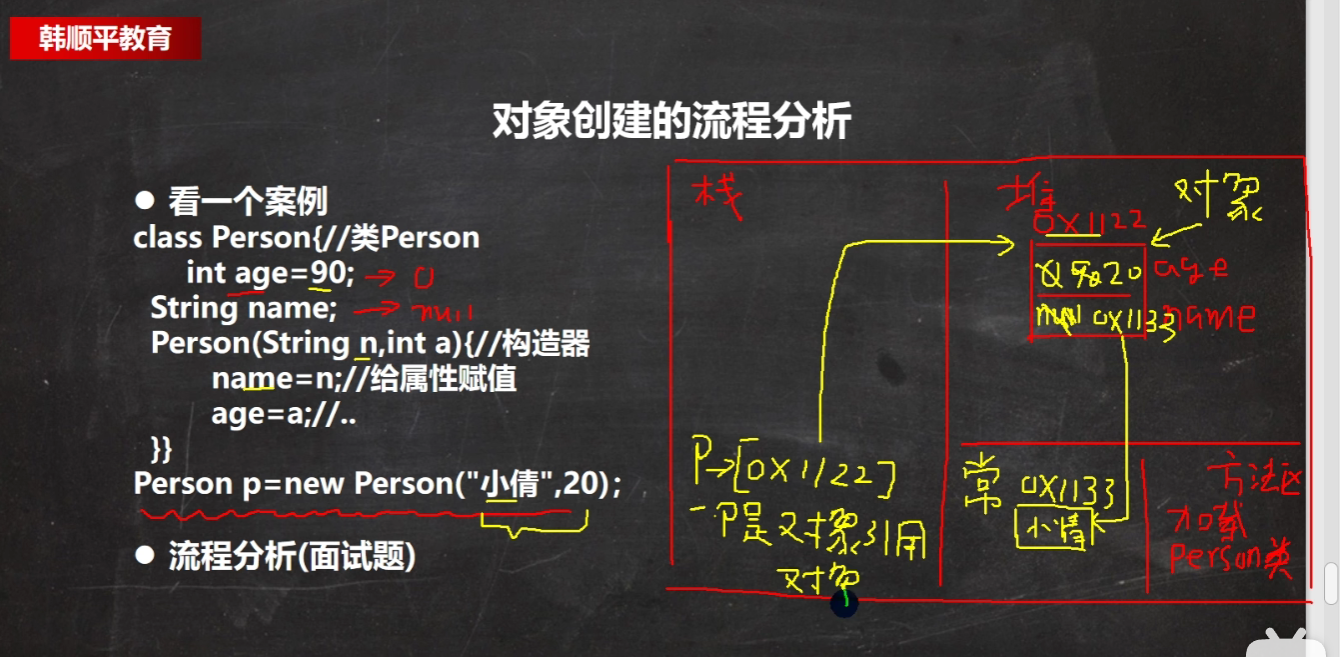 韩顺平教育
对象创建的流程分析
● 看一个案例
class Person{//类Person
int age=90; → 0
String name; → null
Person(String n,int a){//构造器
name=n;//给属性赋值
age=a;//..
}}
Person p=new Person("小倩",20);
● 流程分析(面试题)
栈
P→[0X1122]
P是对象引用
对象
堆
对象
0X1122
20 age
null 0X1133 name
常
0X1133
小倩
方法区
加载
Person类